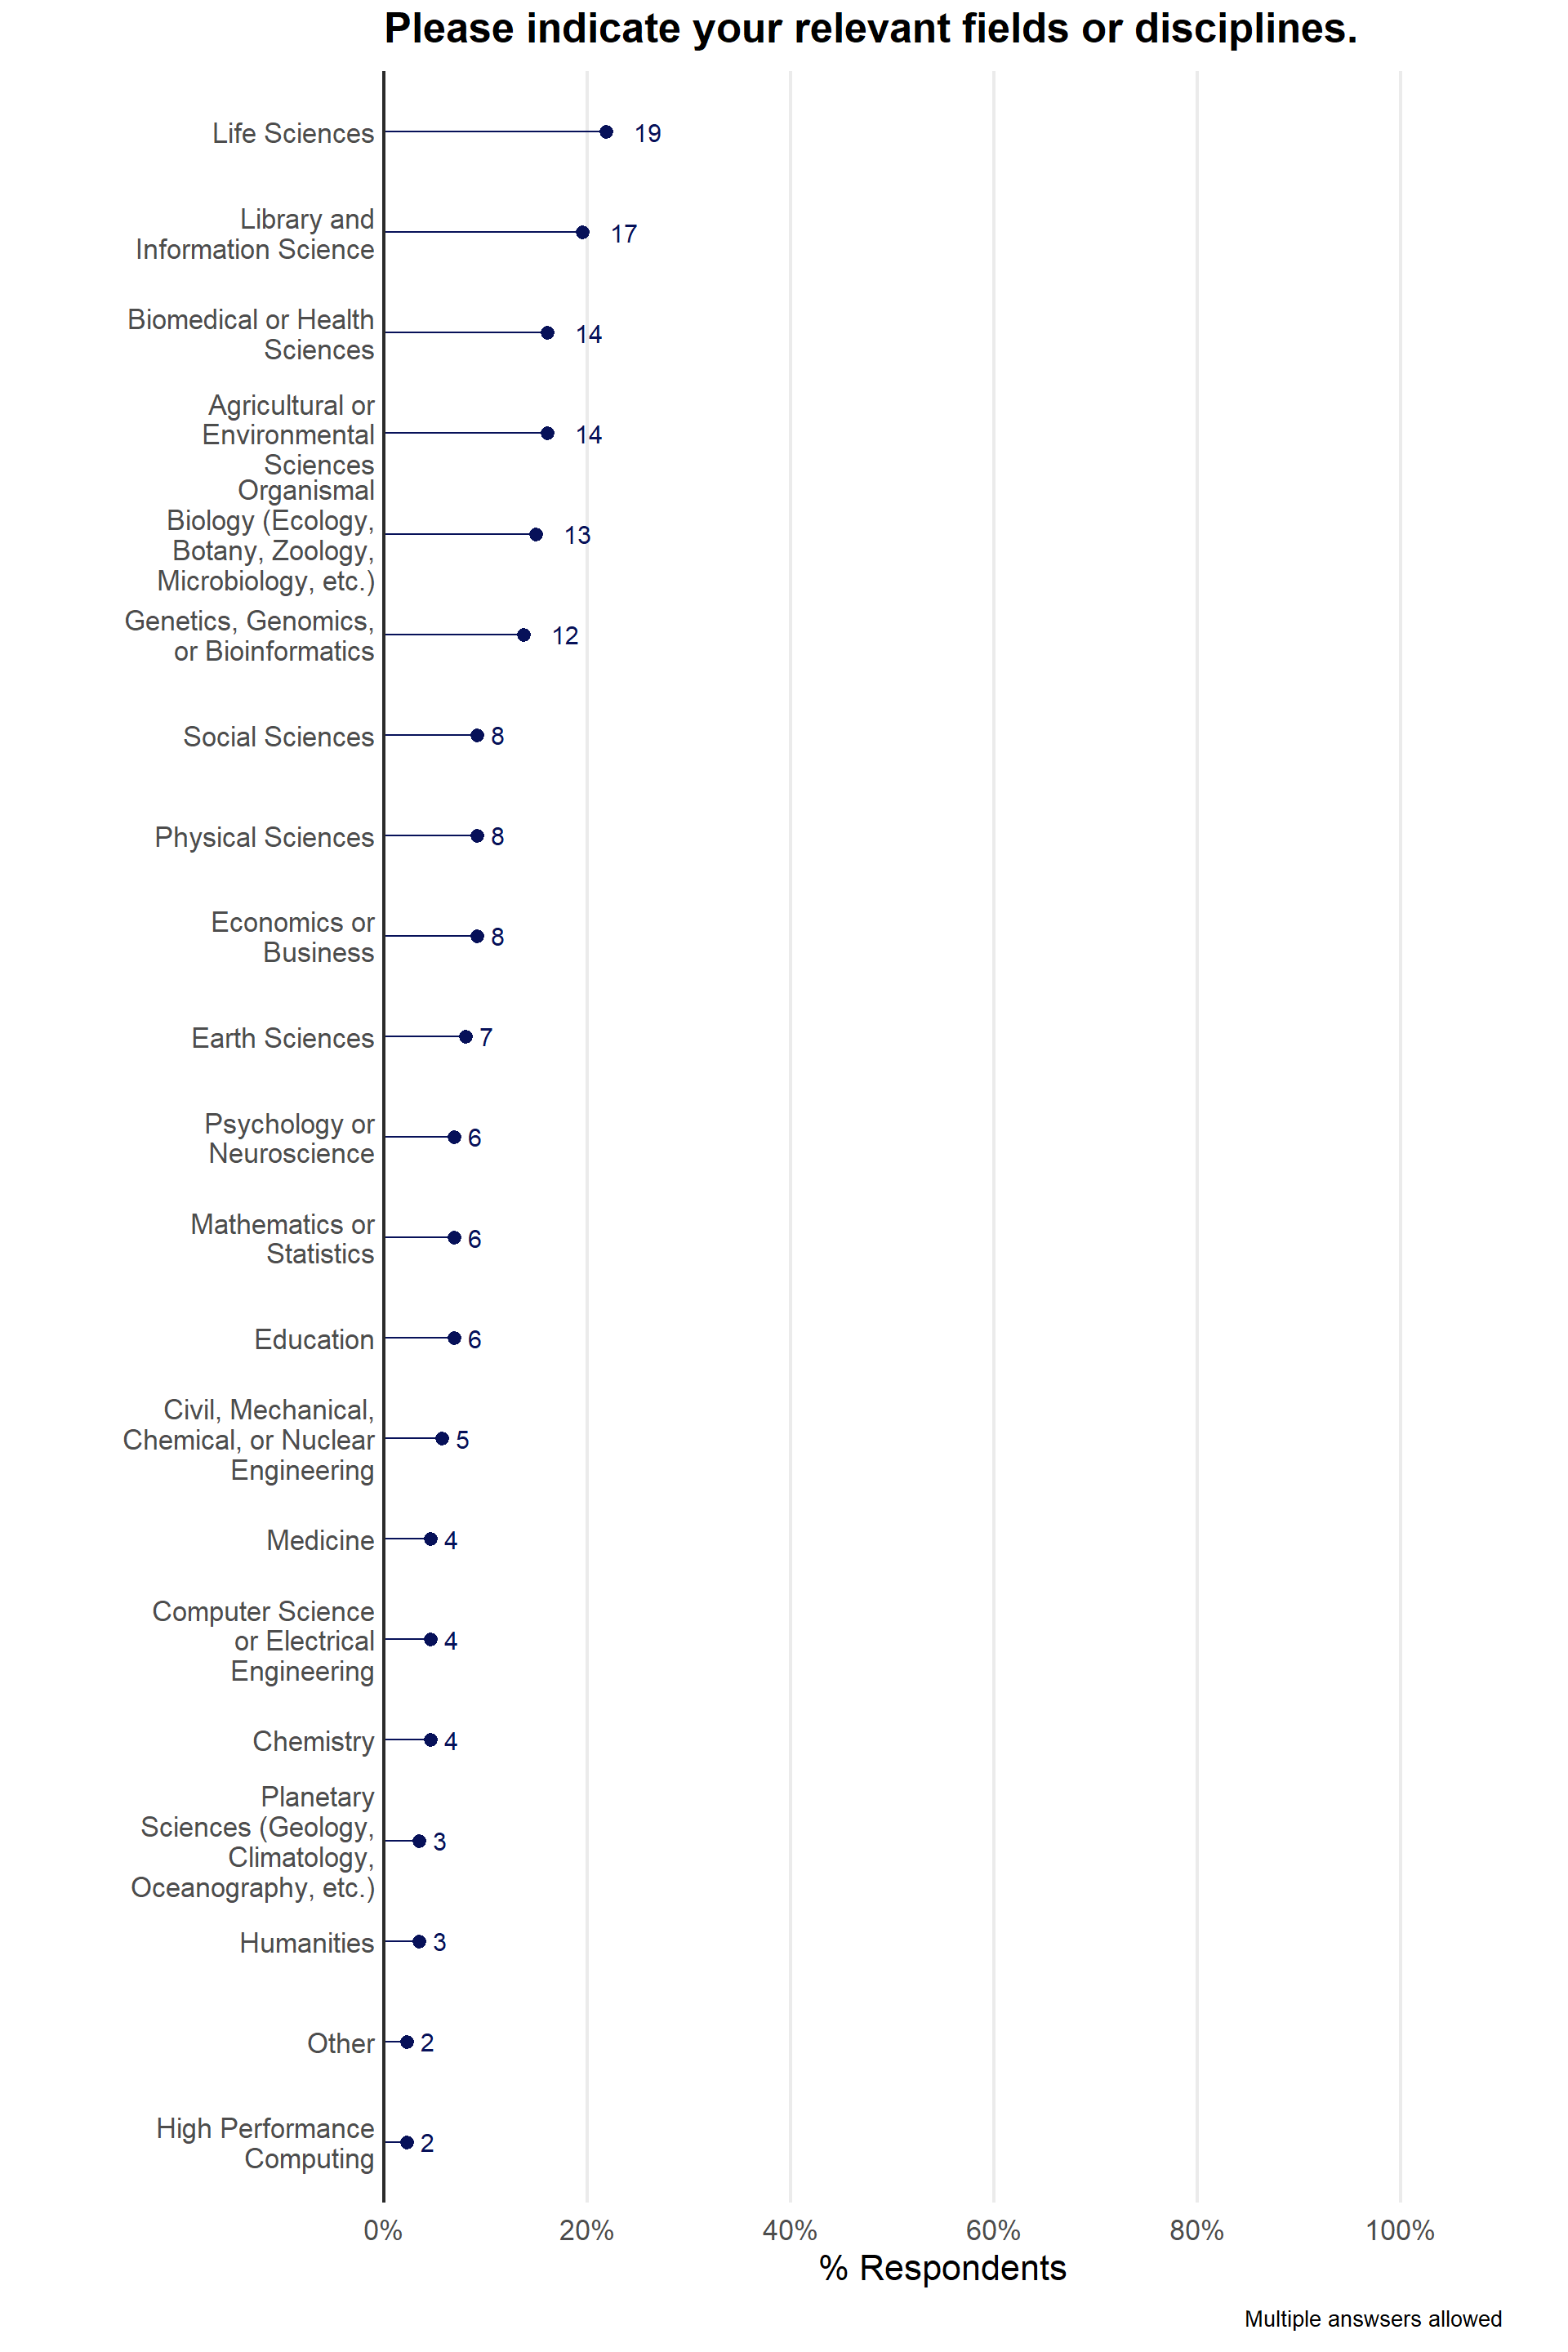 Please indicate your relevant fields or disciplines.
Life Sciences
19
Library and
Information Science
17
Biomedical or Health
Sciences
14
Agricultural or
Environmental
Sciences
14
Organismal
Biology (Ecology,
Botany, Zoology,
Microbiology, etc.)
13
Genetics, Genomics,
or Bioinformatics
12
Social Sciences
8
Physical Sciences
8
Economics or
Business
8
Earth Sciences
7
Psychology or
Neuroscience
6
Mathematics or
Statistics
6
Education
6
Civil, Mechanical,
Chemical, or Nuclear
Engineering
5
Medicine
4
Computer Science
or Electrical
Engineering
4
Chemistry
4
Planetary
Sciences (Geology,
Climatology,
Oceanography, etc.)
3
Humanities
3
Other
2
High Performance
Computing
2
0% 20% 40% 60% 80% 100%
% Respondents
Multiple answsers allowed